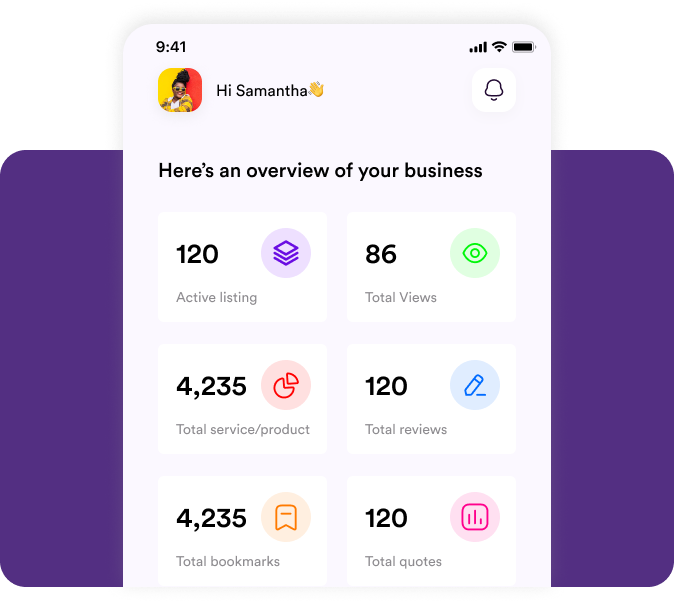 9:41
Hi Samantha👋
Here’s an overview of your business
120
Active listing
86
Total Views
4,235
Total service/product
120
Total reviews
4,235
Total bookmarks
120
Total quotes